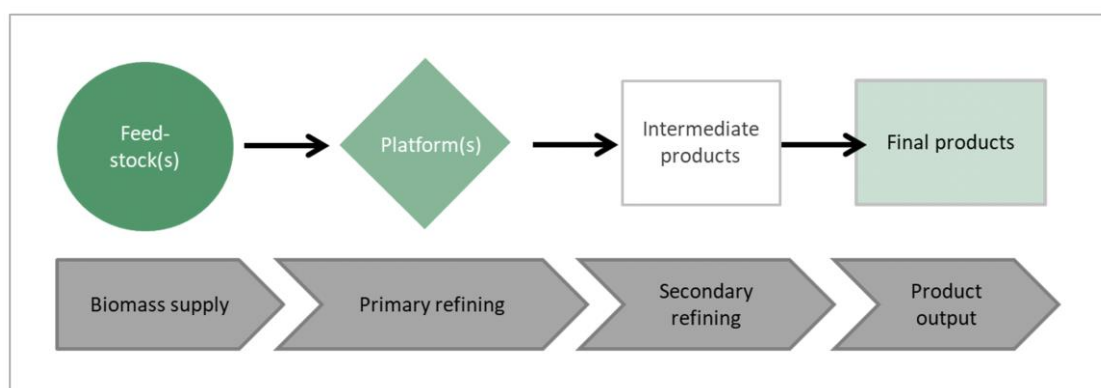 Feed-
stock(s)
Platform(s)
Intermediate
products
Final products
Biomass supply
Primary refining
Secondary
refining
Product
output